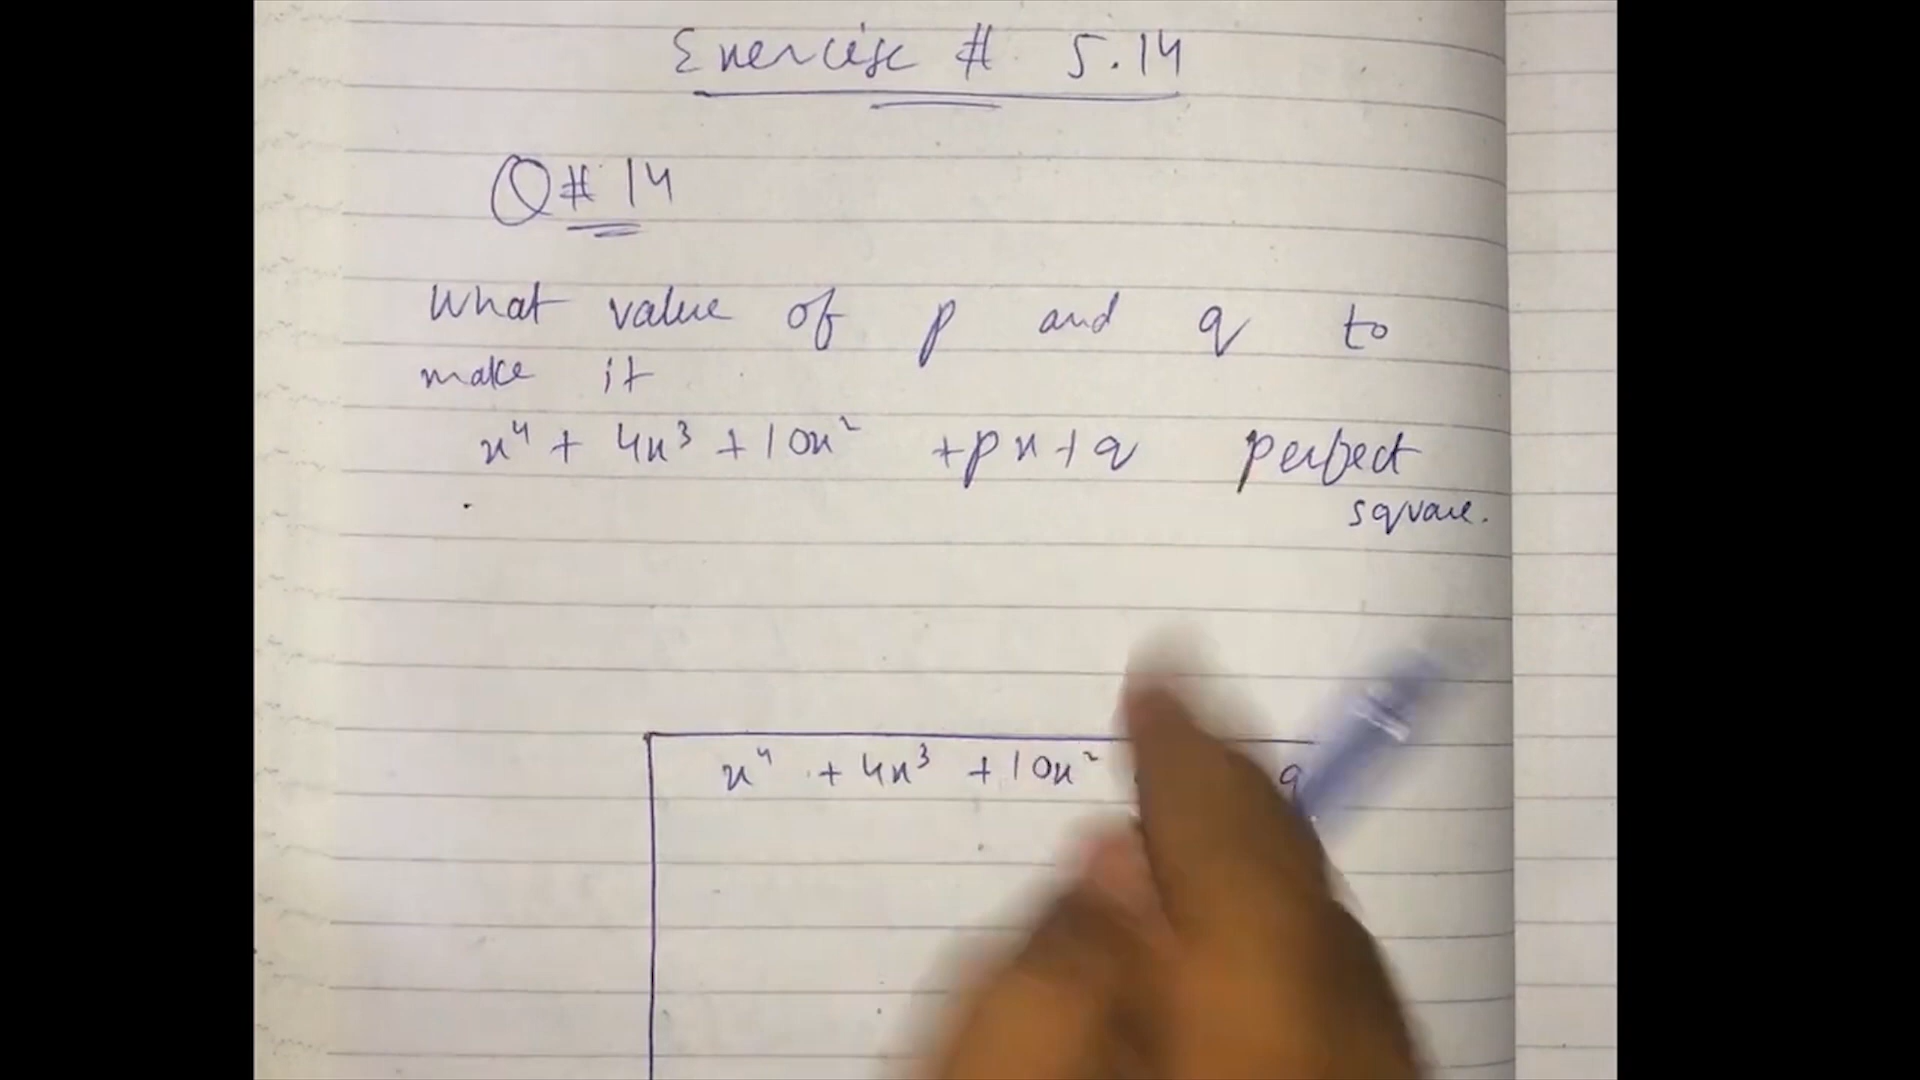 Exercise # 5.14
Q# 14
What value of p and q to
make it
x⁴ + 4x³ + 10x² + px + q perfect
square.
x⁴ + 4x³ + 10x² q